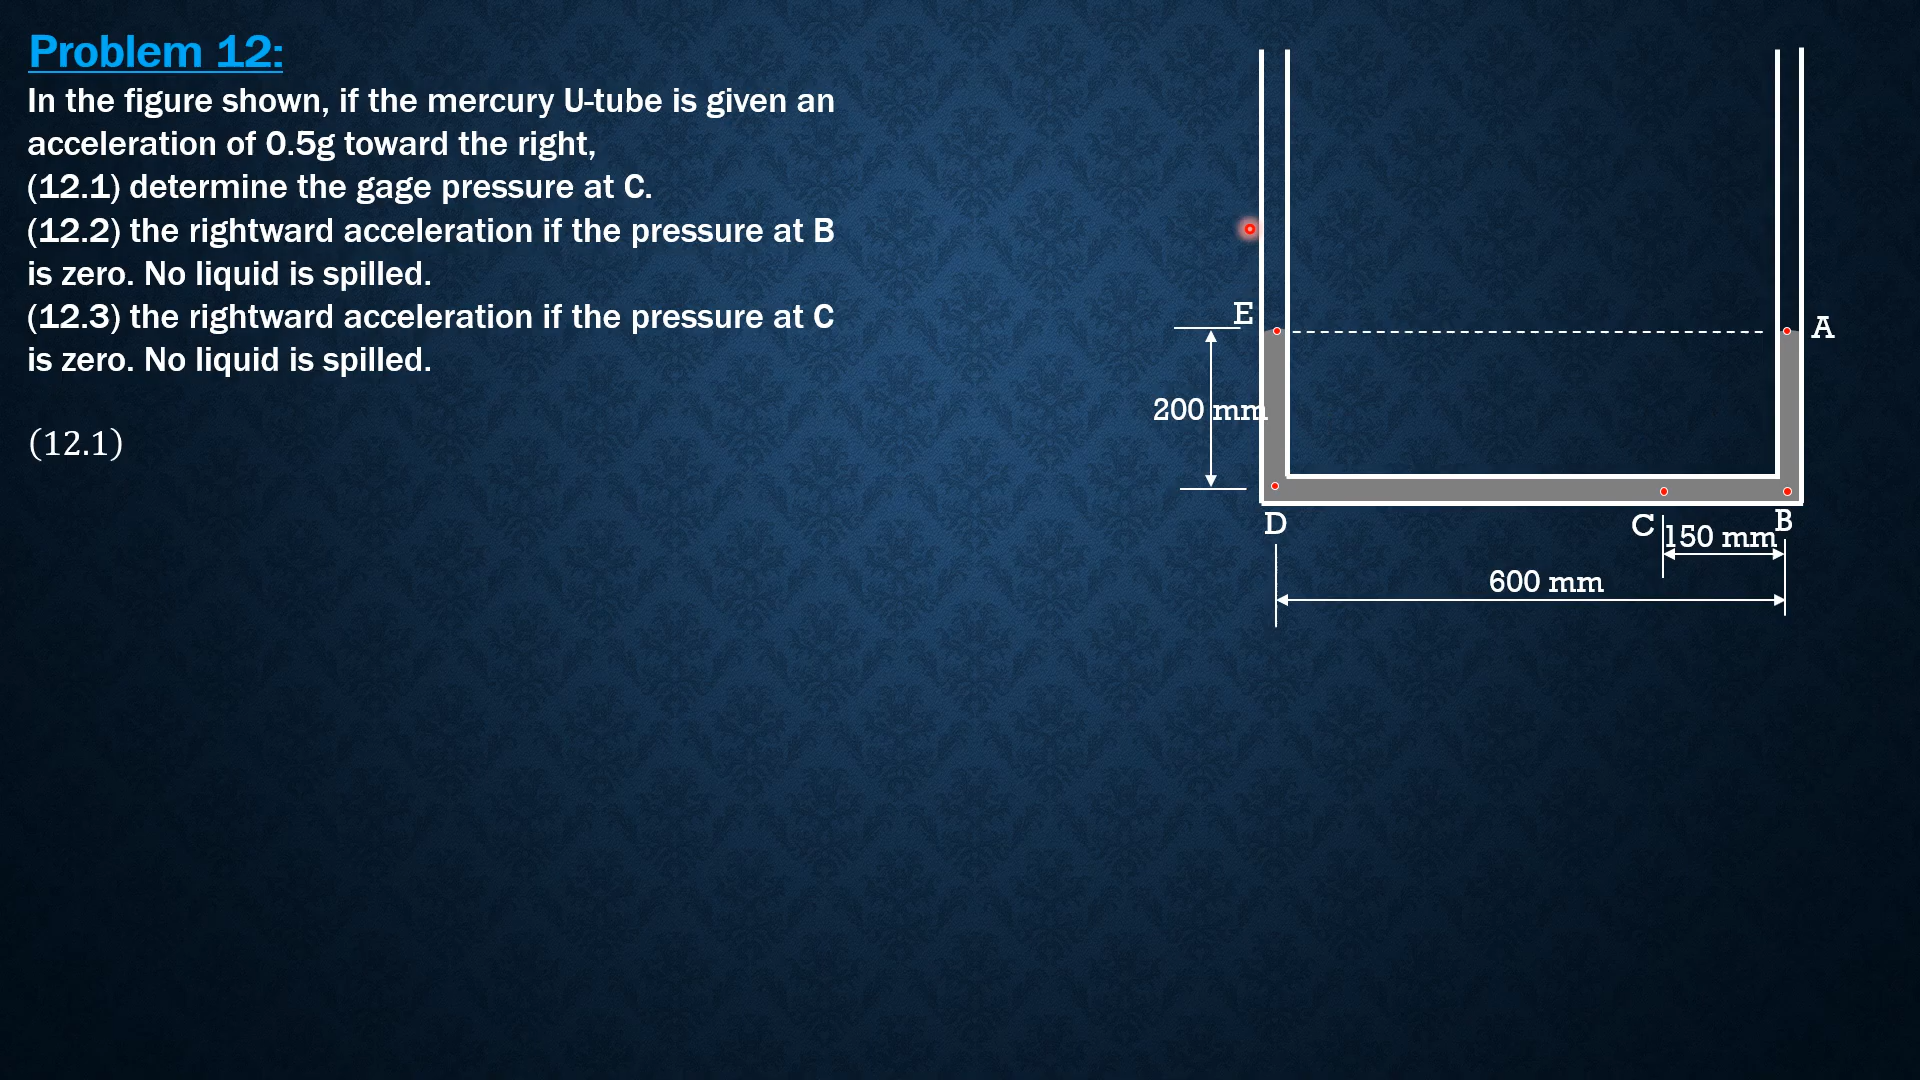 Problem 12:
In the figure shown, if the mercury U-tube is given an
acceleration of 0.5g toward the right,
(12.1) determine the gage pressure at C.
(12.2) the rightward acceleration if the pressure at B
is zero. No liquid is spilled.
(12.3) the rightward acceleration if the pressure at C
is zero. No liquid is spilled.
(12.1)
E
A
200 mm
D
C
B
150 mm
600 mm